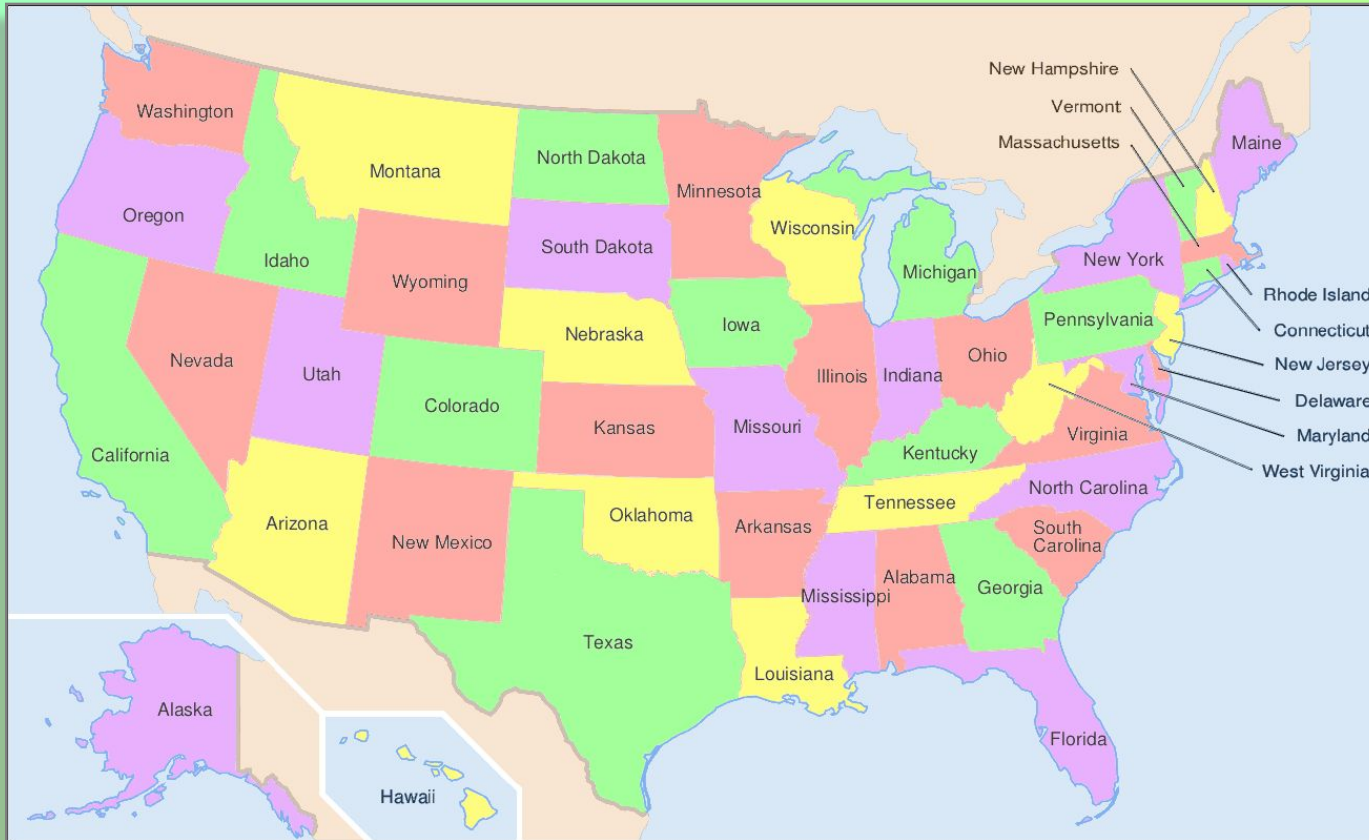 New Hampshire
Vermont
Massachusetts
Washington
Montana
North Dakota
Minnesota
Maine
Oregon
Idaho
Wyoming
South Dakota
Wisconsin
Michigan
New York
Rhode Island
Nevada
Utah
Colorado
Nebraska
Iowa
Illinois
Indiana
Ohio
Pennsylvania
Connecticut
New Jersey
Delaware
Maryland
West Virginia
California
Kansas
Missouri
Kentucky
Virginia
Arizona
New Mexico
Oklahoma
Arkansas
Tennessee
North Carolina
South
Carolina
Texas
Louisiana
Mississippi
Alabama
Georgia
Florida
Alaska
Hawaii